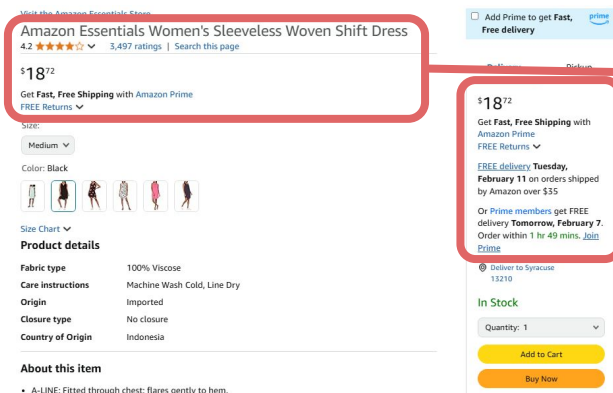 Visit the Amazon Essentials Store
Amazon Essentials Women's Sleeveless Woven Shift Dress
4.2 3,497 ratings | Search this page
$18 72
Get Fast, Free Shipping with Amazon Prime
FREE Returns
Size:
Medium
Color: Black
Size Chart
Product details
Fabric type 100% Viscose
Care instructions Machine Wash Cold, Line Dry
Origin Imported
Closure type No closure
Country of Origin Indonesia
About this item
• A-LINE: Fitted through chest; flares gently to hem.
Add Prime to get Fast, prime
Free delivery
Delivery Pickup
$18 72
Get Fast, Free Shipping with
Amazon Prime
FREE Returns
FREE delivery Tuesday,
February 11 on orders shipped
by Amazon over $35
Or Prime members get FREE
delivery Tomorrow, February 7.
Order within 1 hr 49 mins. Join
Prime
Deliver to Syracuse
13210
In Stock
Quantity: 1
Add to Cart
Buy Now